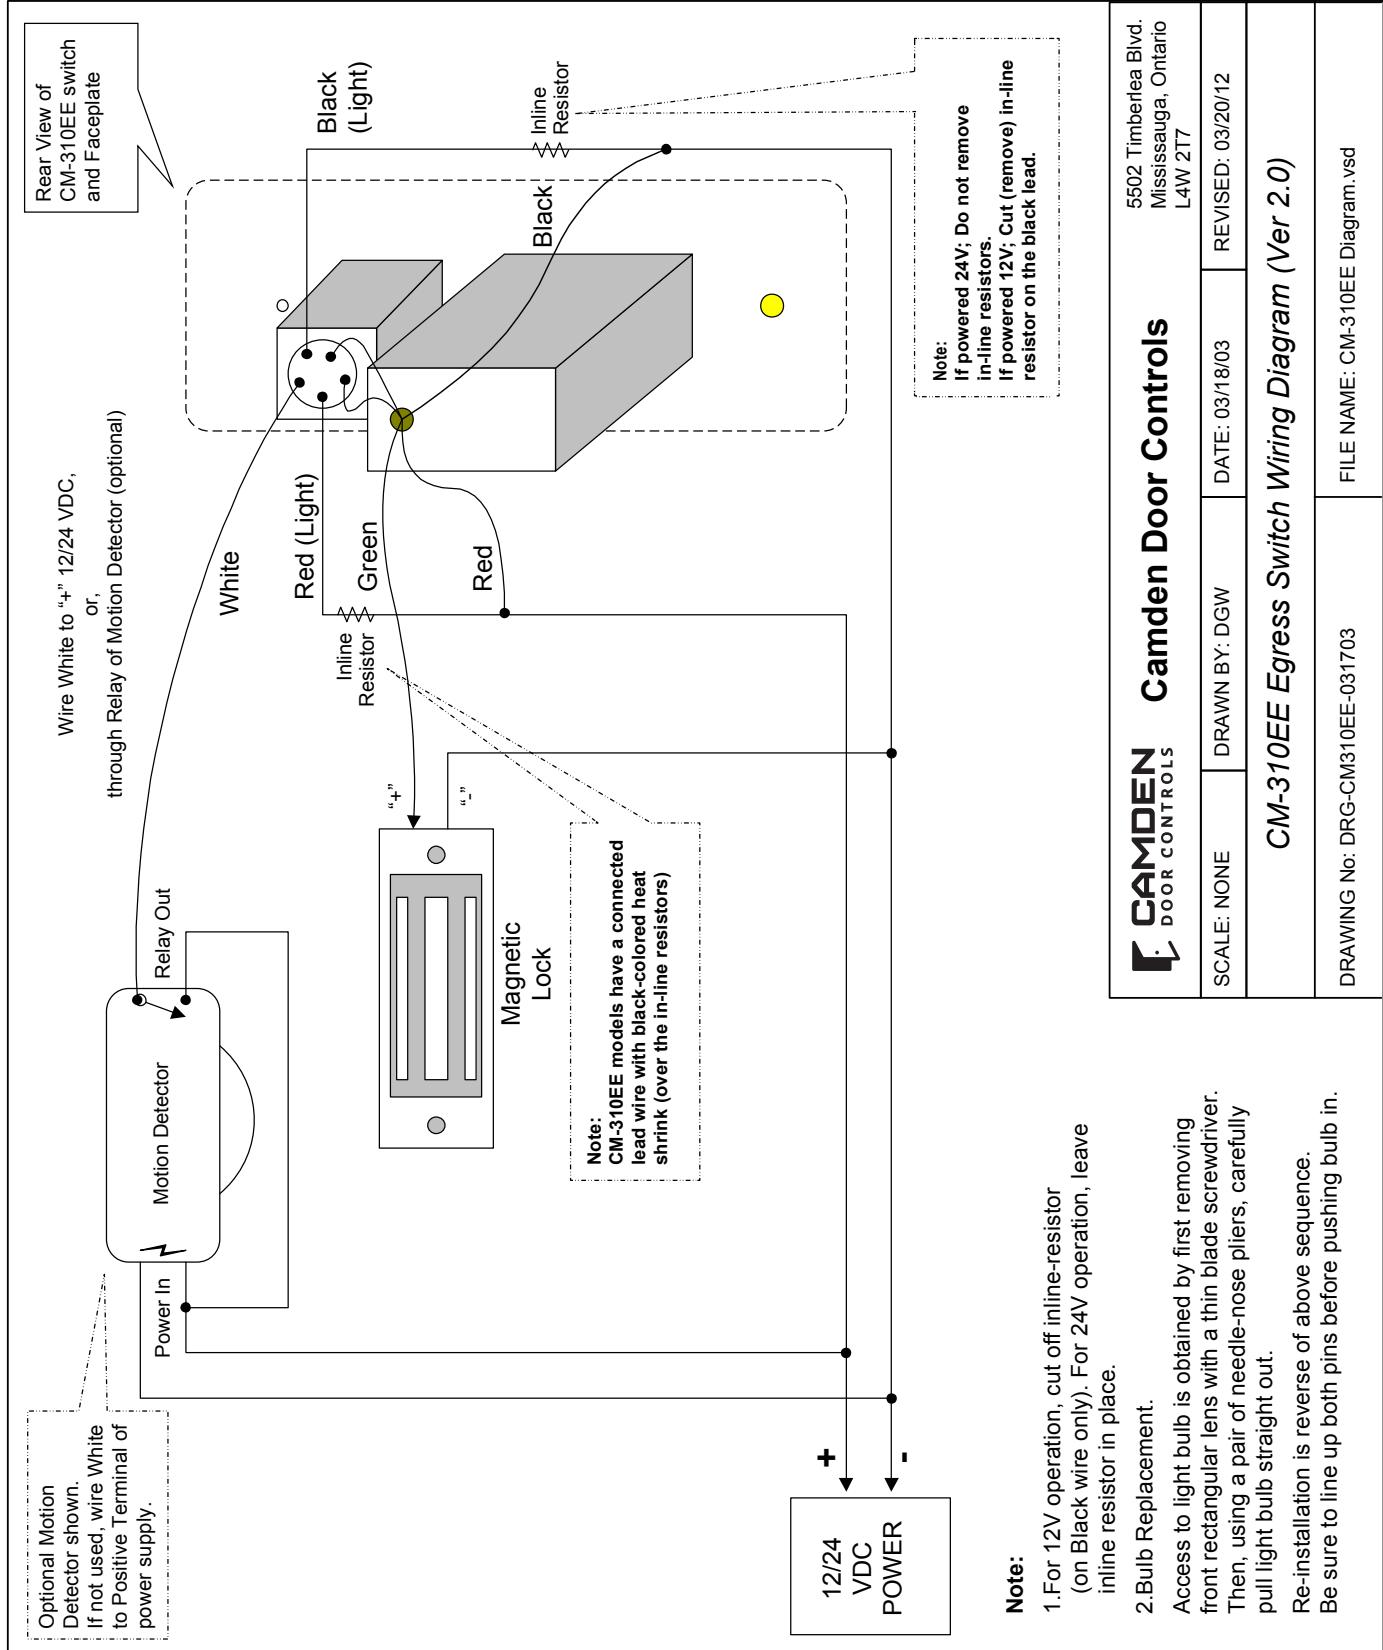 Optional Motion
Detector shown.
If not used, wire White
to Positive Terminal of
power supply.
Wire White to “+” 12/24 VDC,
or,
through Relay of Motion Detector (optional)
Rear View of
CM-310EE switch
and Faceplate
Power In
Motion Detector
Relay Out
White
Red (Light)
Green
Red
Black
(Light)
Black
Inline
Resistor
Inline
Resistor
“+”
“-”
Magnetic
Lock
Note:
CM-310EE models have a connected
lead wire with black-colored heat
shrink (over the in-line resistors)
Note:
If powered 24V; Do not remove
in-line resistors.
If powered 12V; Cut (remove) in-line
resistor on the black lead.
+
-
12/24
VDC
POWER
Note:
1.For 12V operation, cut off inline-resistor
(on Black wire only). For 24V operation, leave
inline resistor in place.
2.Bulb Replacement.
Access to light bulb is obtained by first removing
front rectangular lens with a thin blade screwdriver.
Then, using a pair of needle-nose pliers, carefully
pull light bulb straight out.
Re-installation is reverse of above sequence.
Be sure to line up both pins before pushing bulb in.
CAMDEN
DOOR CONTROLS
Camden Door Controls
5502 Timberlea Blvd.
Mississauga, Ontario
L4W 2T7
SCALE: NONE
DRAWN BY: DGW
DATE: 03/18/03
REVISED: 03/20/12
CM-310EE Egress Switch Wiring Diagram (Ver 2.0)
DRAWING No: DRG-CM310EE-031703
FILE NAME: CM-310EE Diagram.vsd